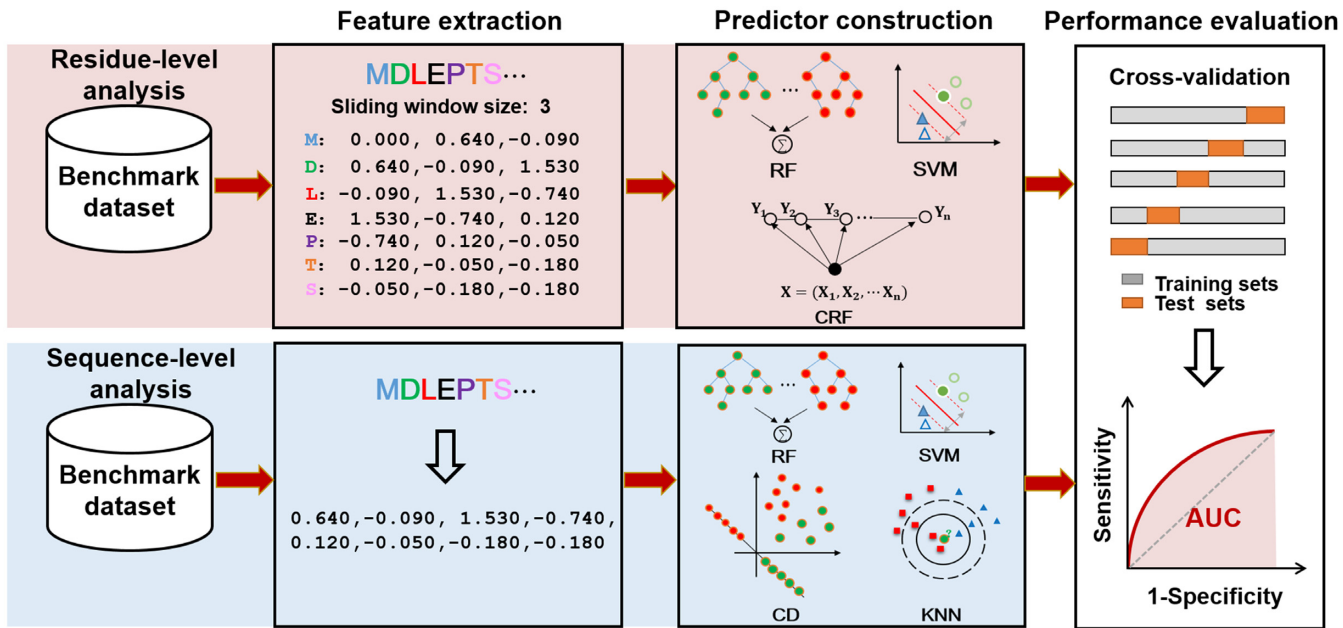 Feature extraction
Predictor construction
Performance evaluation
Residue-level
analysis
Benchmark
dataset
MDLEPTS...
Sliding window size: 3
M: 0.000, 0.640,-0.090
D: 0.640,-0.090, 1.530
L: -0.090, 1.530,-0.740
E: 1.530,-0.740, 0.120
P: -0.740, 0.120,-0.050
T: 0.120,-0.050,-0.180
S: -0.050,-0.180,-0.180
...
Σ
RF
SVM
Y₁ Y₂ Y₃ ... Yₙ
X = (X₁, X₂, ⋯ Xₙ)
CRF
Cross-validation
Training sets
Test sets
Sequence-level
analysis
Benchmark
dataset
MDLEPTS...
0.640,-0.090, 1.530,-0.740,
0.120,-0.050,-0.180,-0.180
...
Σ
RF
SVM
CD
?
KNN
Sensitivity
AUC
1-Specificity